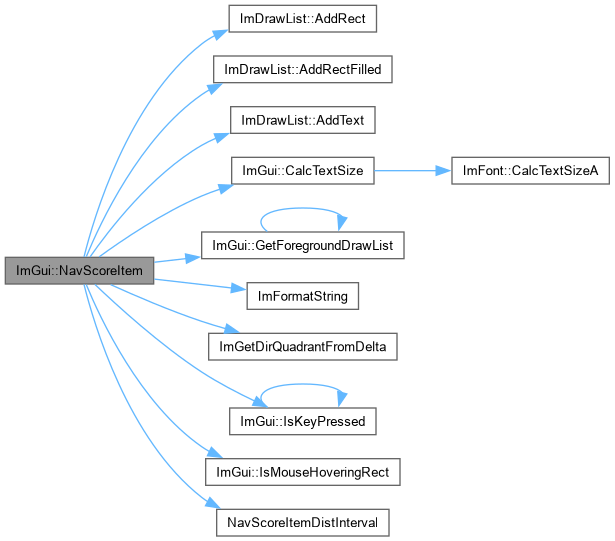 ImGui::NavScoreItem
ImDrawList::AddRect
ImDrawList::AddRectFilled
ImDrawList::AddText
ImGui::CalcTextSize
ImFont::CalcTextSizeA
ImGui::GetForegroundDrawList
ImFormatString
ImGetDirQuadrantFromDelta
ImGui::IsKeyPressed
ImGui::IsMouseHoveringRect
NavScoreItemDistInterval